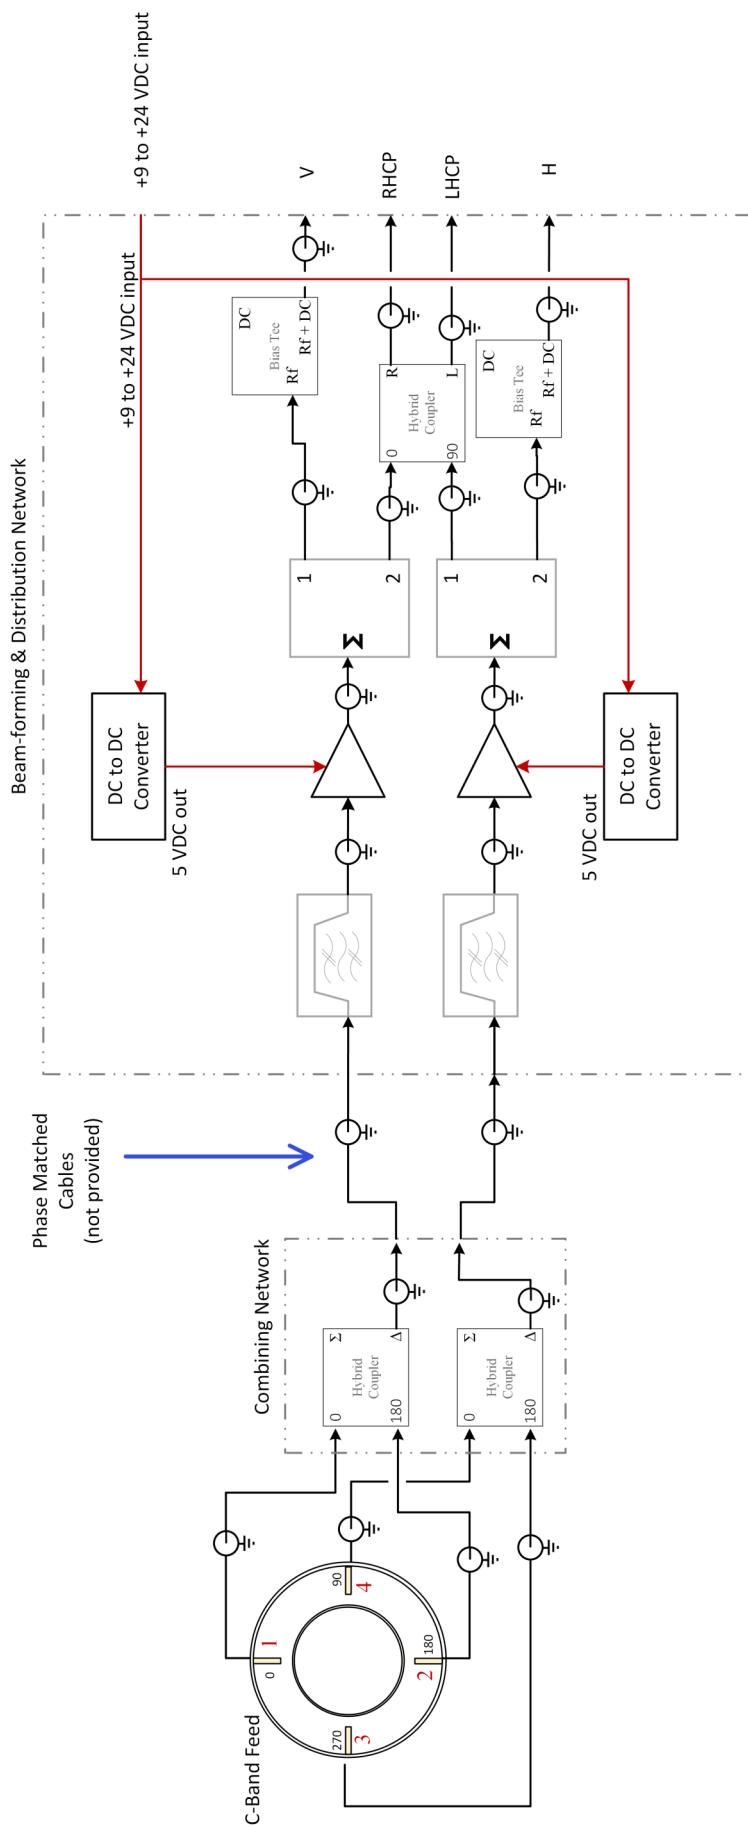 C-Band Feed
0
1
90
4
180
2
270
3
Combining Network
0
Σ
Hybrid
Coupler
180
Δ
0
Σ
Hybrid
Coupler
180
Δ
Phase Matched
Cables
(not provided)
Beam-forming & Distribution Network
DC to DC
Converter
5 VDC out
+9 to +24 VDC input
+9 to +24 VDC input
Σ
1
2
DC
Bias Tee
Rf
Rf + DC
V
0
R
Hybrid
Coupler
90
L
RHCP
LHCP
Σ
1
2
DC
Bias Tee
Rf
Rf + DC
H
5 VDC out
DC to DC
Converter